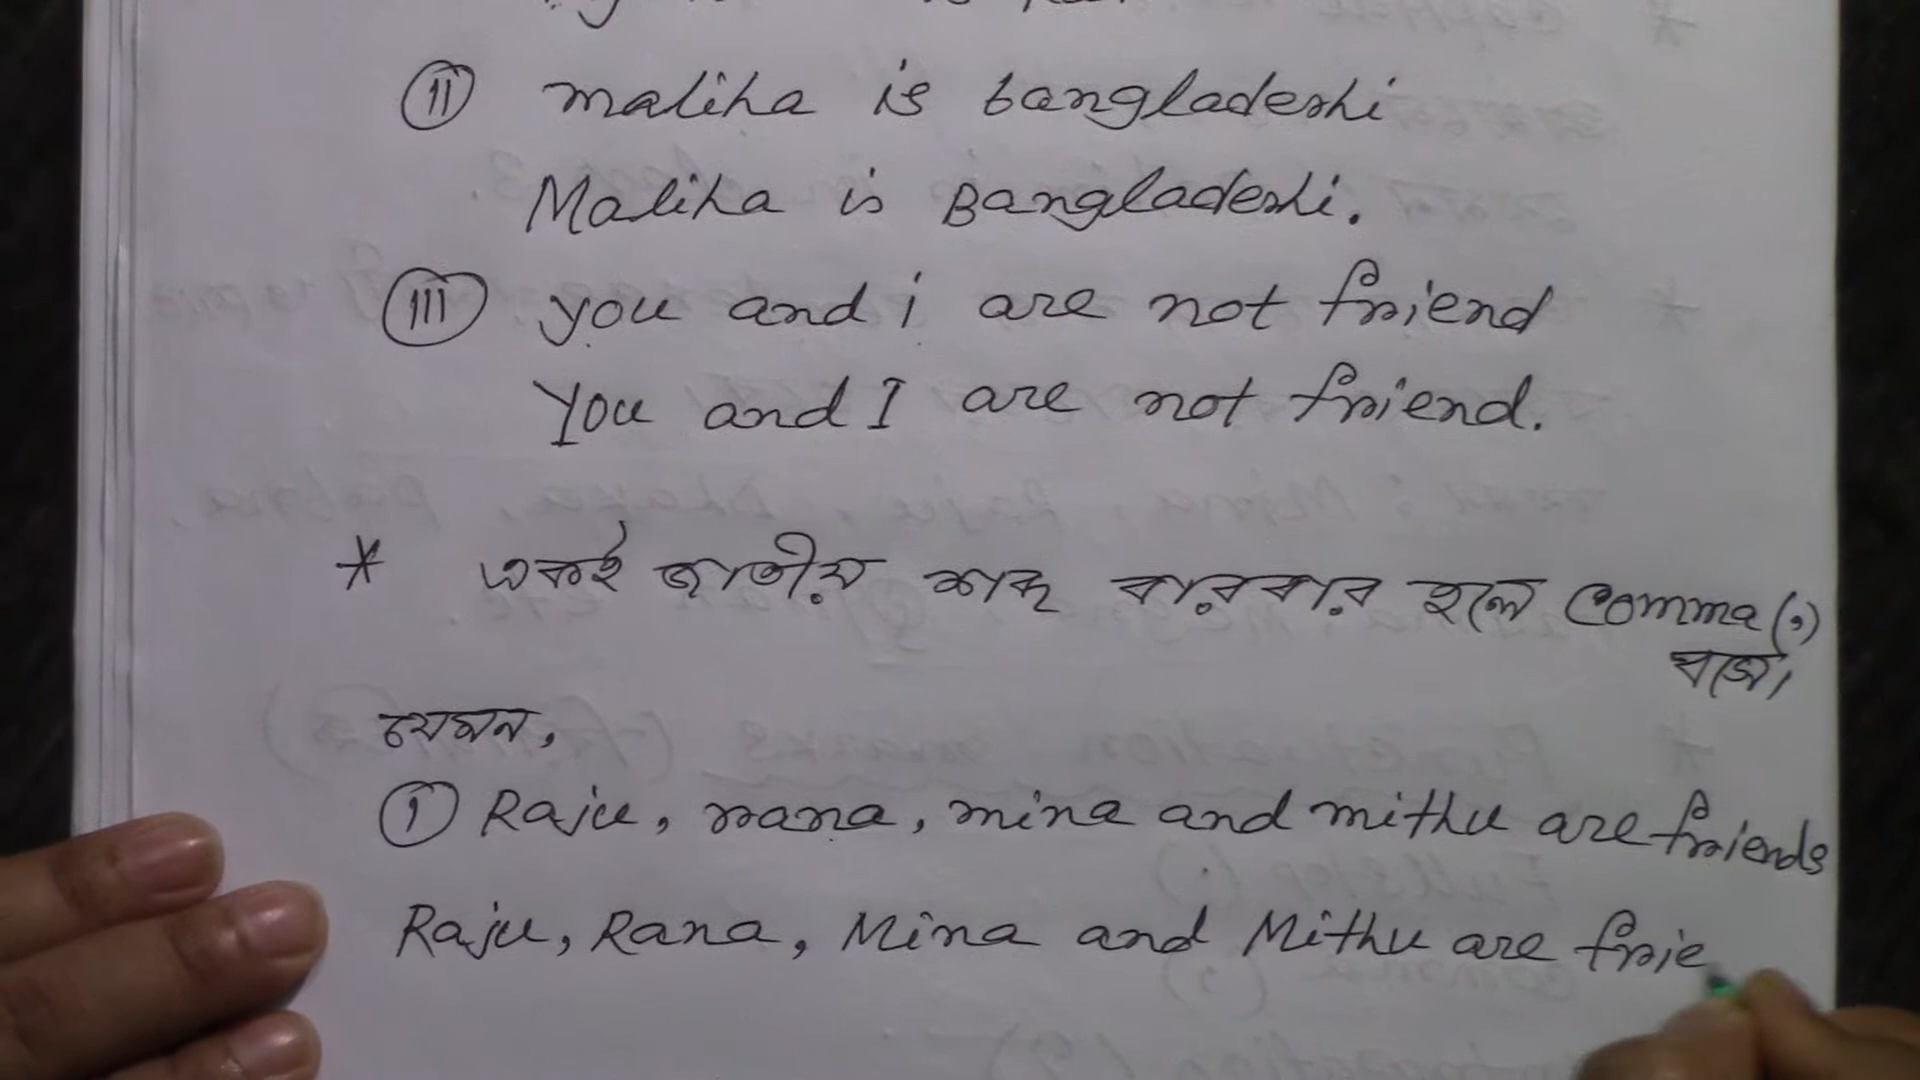 ii maliha is bangladeshi
Maliha is Bangladeshi.
iii you and i are not friend
You and I are not friend.
* একই জাতীয় শব্দ বারবার হলে Comma (,)
বসে।
যেমন,
i Raju, rana, mina and mithu are friends
Raju, Rana, Mina and Mithu are frie